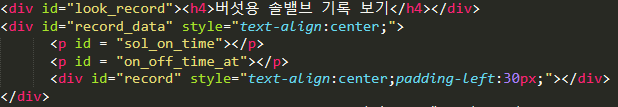 <div id="look_record"><h4>버섯용 솔밸브 기록 보기</h4></div>
<div id="record_data" style="text-align:center;">
<p id = "sol_on_time"></p>
<p id = "on_off_time_at"></p>
<div id="record" style="text-align:center;padding-left:30px;"></div>
</div>